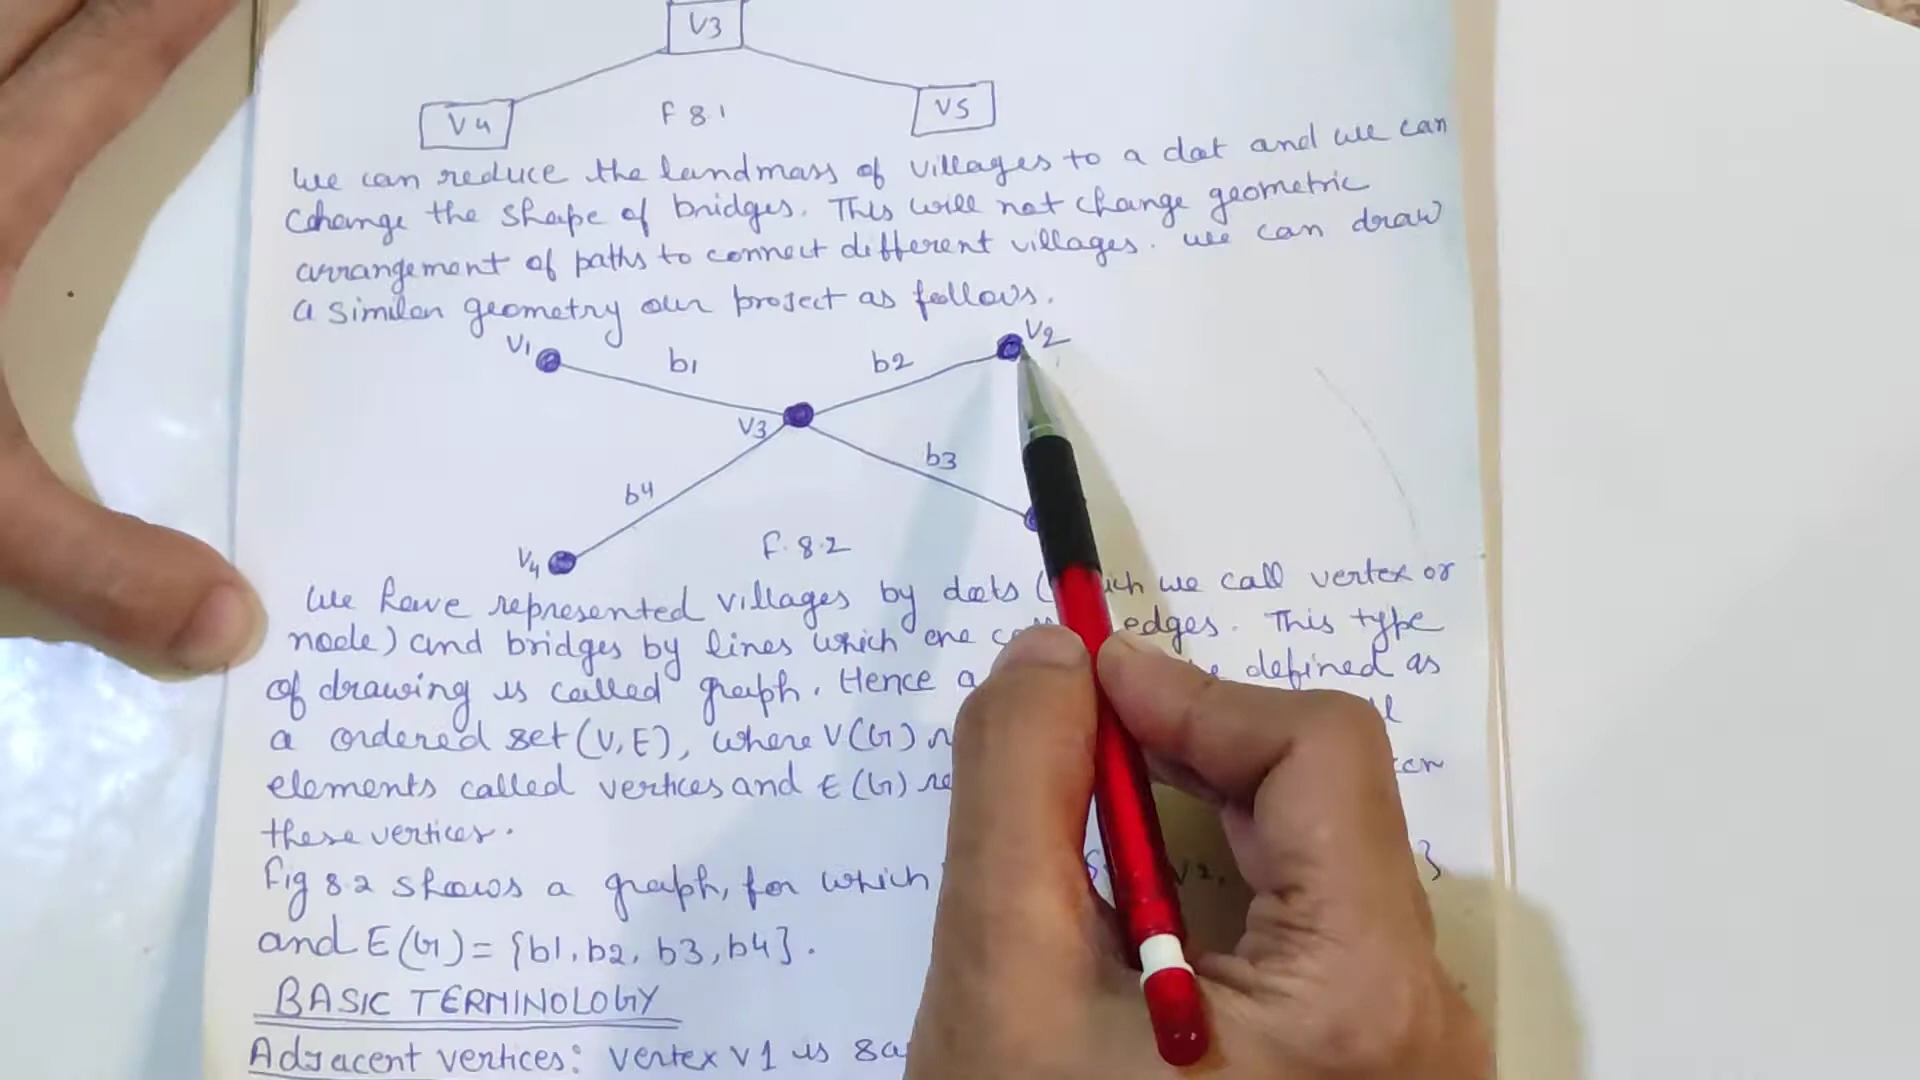 V3
V4
F 8.1
V5
We can reduce the landmass of villages to a dot and we can
change the shape of bridges. This will not change geometric
arrangement of paths to connect different villages. we can draw
a similar geometry our project as follows.
V1
b1
b2
V2
V3
b3
b4
V4
F. 8.2
We have represented villages by dots ( we call vertex or
node) and bridges by lines which edges. This type
of drawing is called graph. Hence a defined as
a ordered set (V, E), where V(G)
elements called vertices and E(G)
these vertices.
Fig 8.2 shows a graph, for which V2, }
and E(G) = {b1, b2, b3, b4}.
BASIC TERMINOLOGY
Adjacent vertices: vertex V1 is